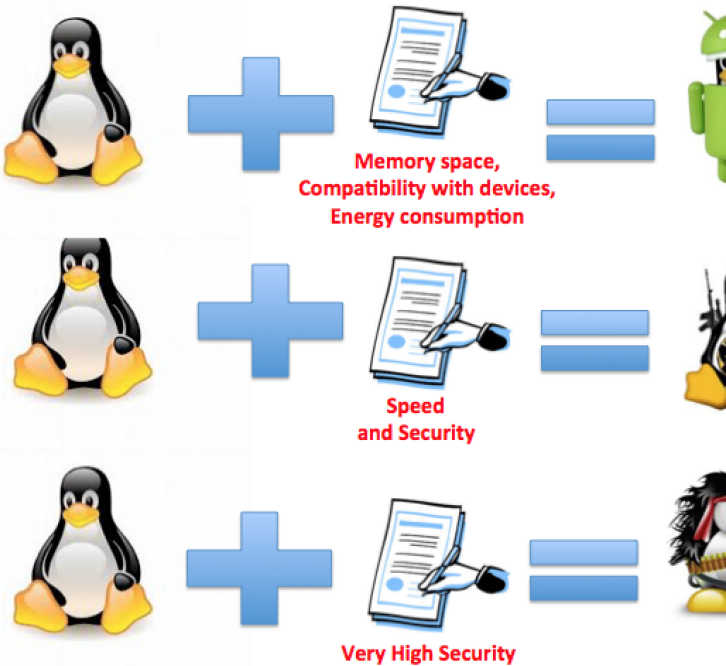 Memory space,
Compatibility with devices,
Energy consumption
Speed
and Security
Very High Security